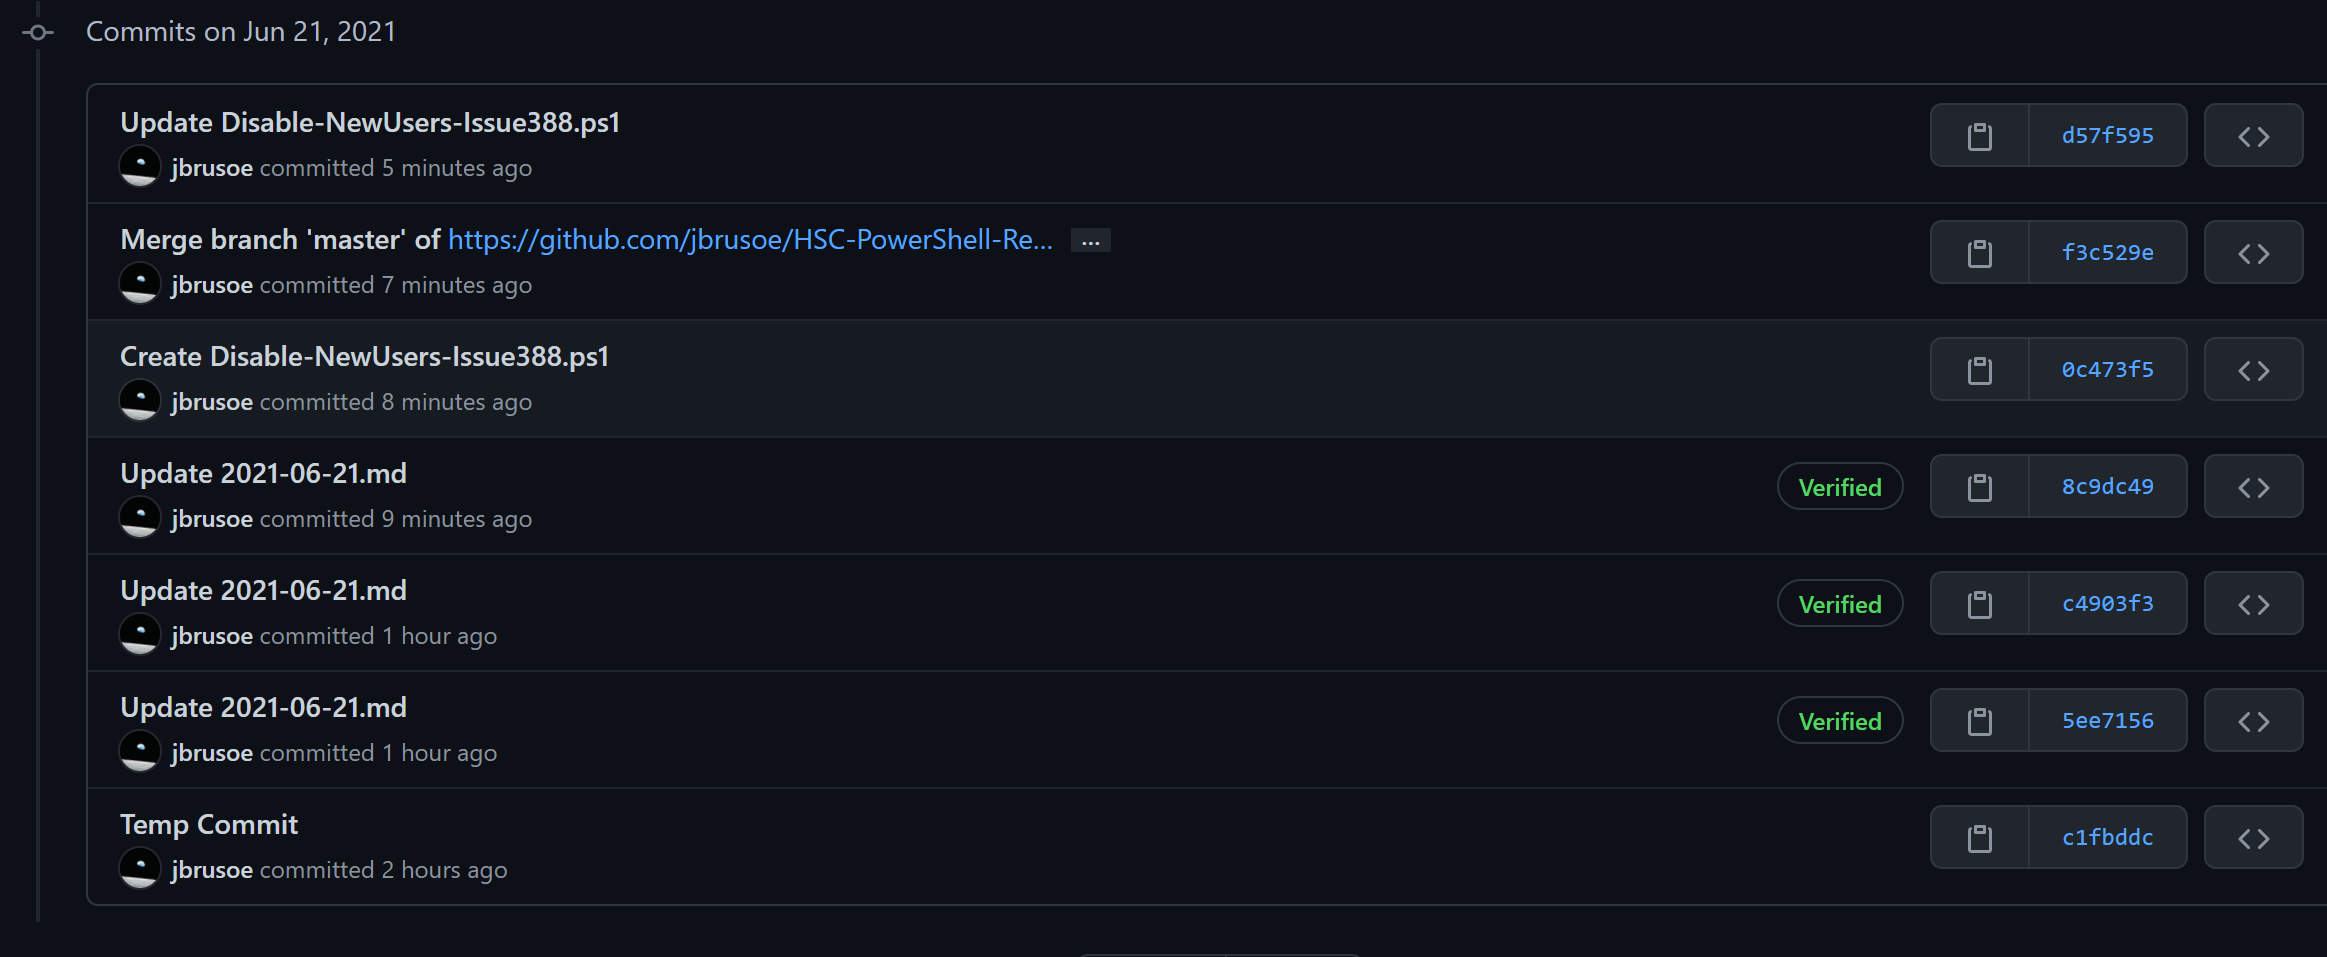 Commits on Jun 21, 2021
Update Disable-NewUsers-Issue388.ps1
d57f595
jbrusoe committed 5 minutes ago
Merge branch 'master' of https://github.com/jbrusoe/HSC-PowerShell-Re... ...
f3c529e
jbrusoe committed 7 minutes ago
Create Disable-NewUsers-Issue388.ps1
0c473f5
jbrusoe committed 8 minutes ago
Update 2021-06-21.md
Verified 8c9dc49
jbrusoe committed 9 minutes ago
Update 2021-06-21.md
Verified c4903f3
jbrusoe committed 1 hour ago
Update 2021-06-21.md
Verified 5ee7156
jbrusoe committed 1 hour ago
Temp Commit
c1fbddc
jbrusoe committed 2 hours ago